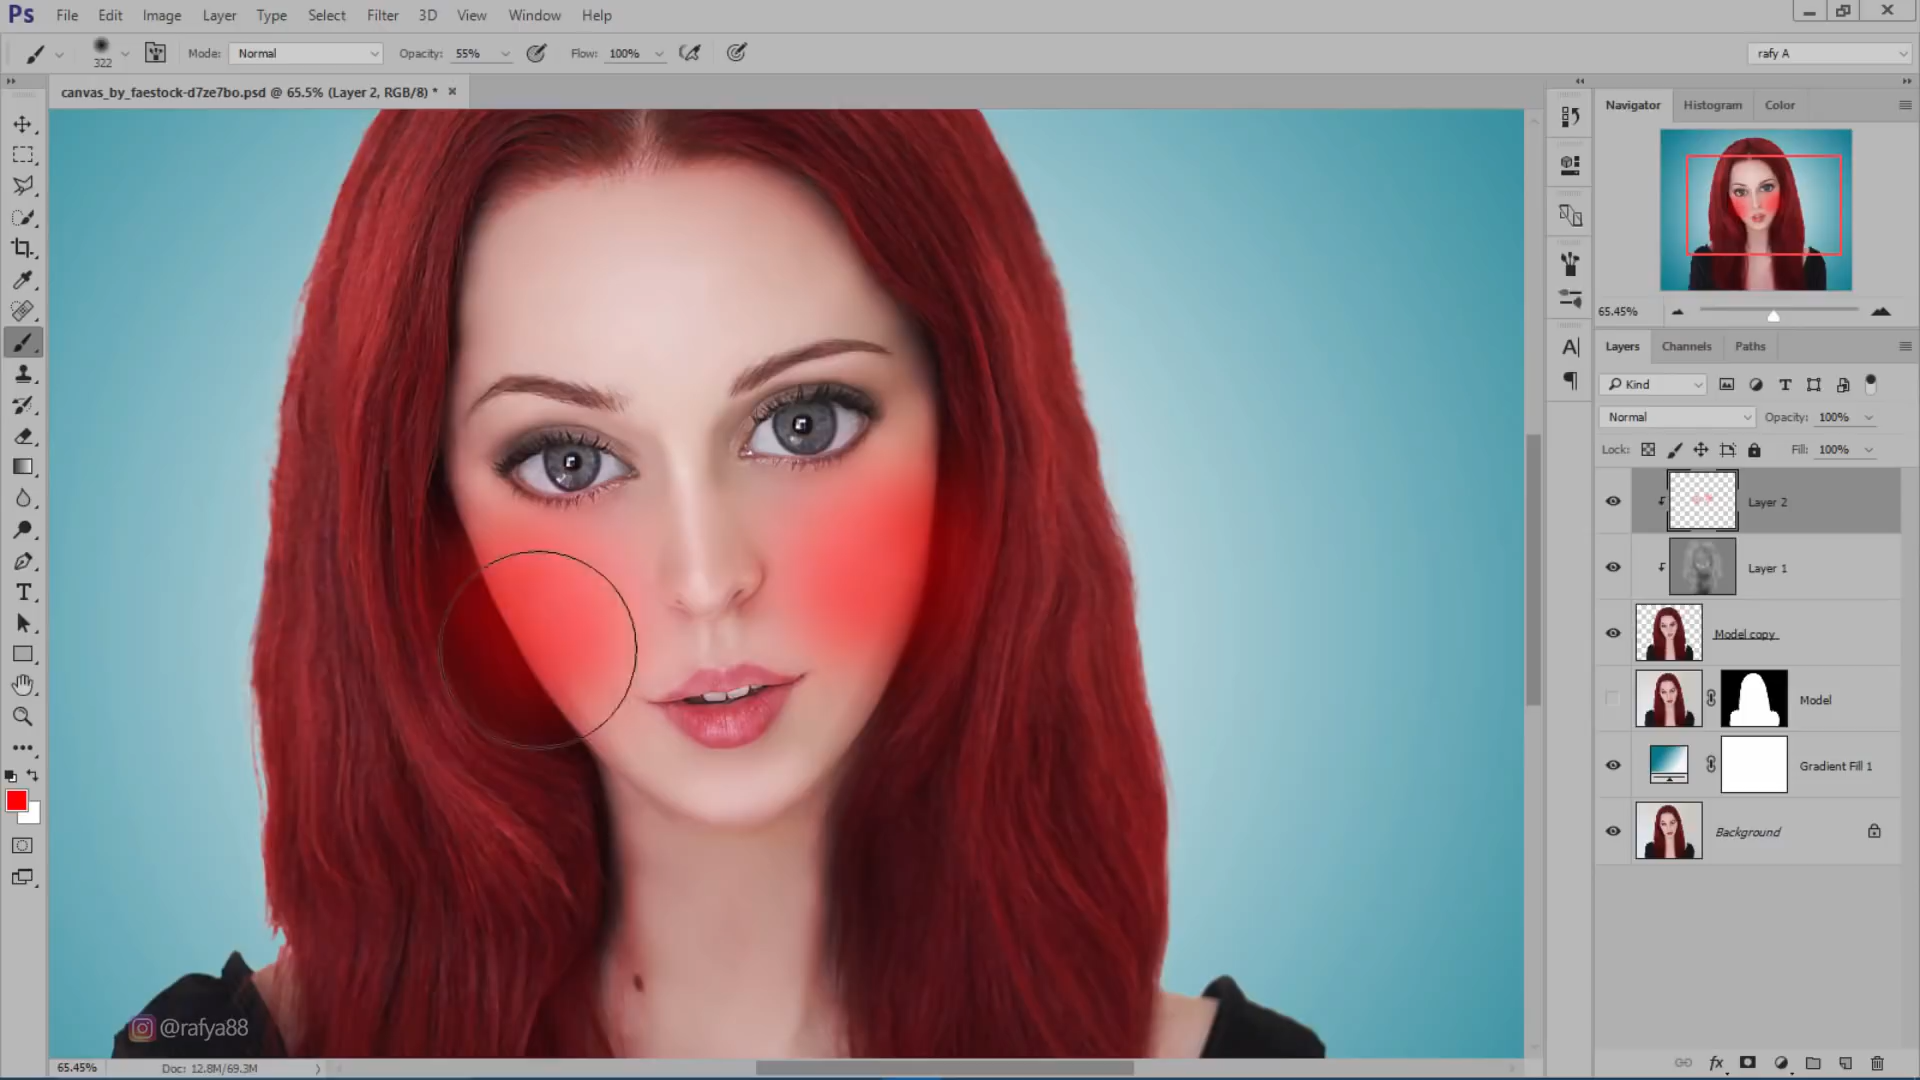 Ps File Edit Image Layer Type Select Filter 3D View Window Help
322 Mode: Normal Opacity: 55% Flow: 100% rafy A
canvas_by_faestock-d7ze7bo.psd @ 65.5% (Layer 2, RGB/8) *
Navigator Histogram Color
65.45%
Layers Channels Paths
Kind
Normal Opacity: 100%
Lock: Fill: 100%
Layer 2
Layer 1
Model copy
Model
Gradient Fill 1
Background
@rafya88
65.45% Doc: 12.8M/69.3M